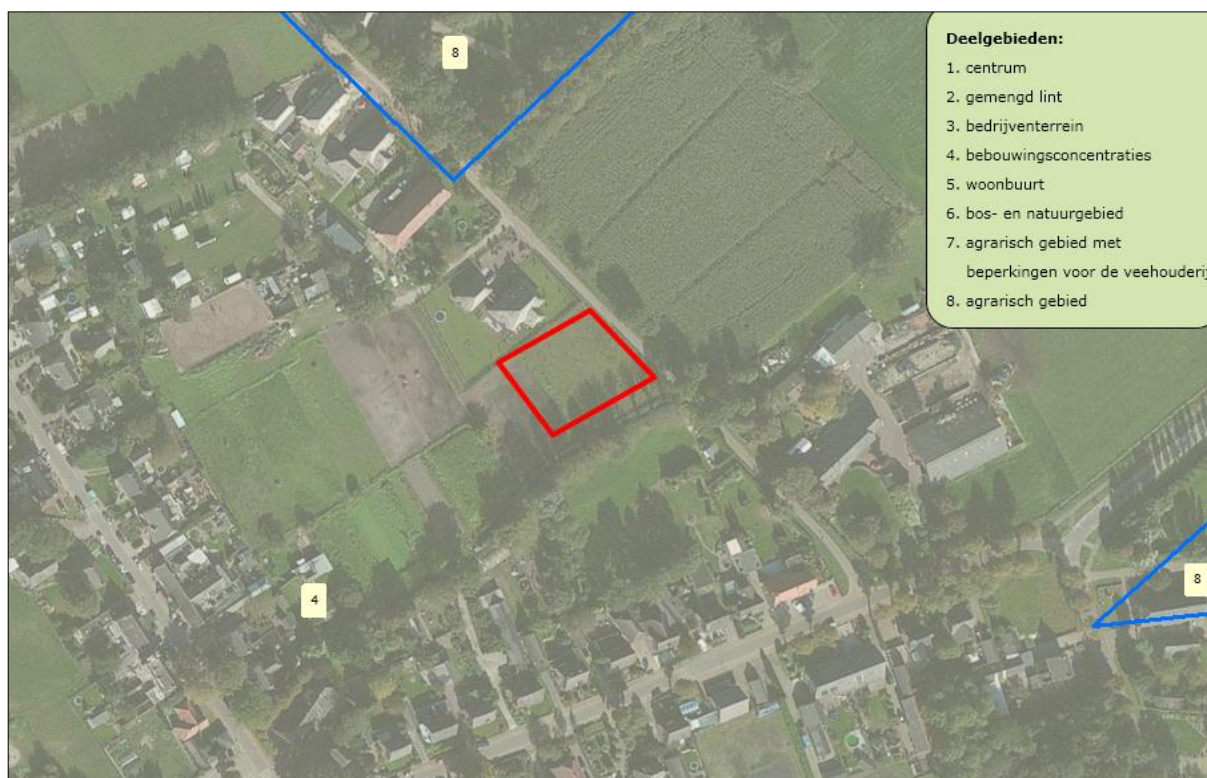 8
Deelgebieden:
1. centrum
2. gemengd lint
3. bedrijventerrein
4. bebouwingsconcentraties
5. woonbuurt
6. bos- en natuurgebied
7. agrarisch gebied met
beperkingen voor de veehouderij
8. agrarisch gebied
8
4